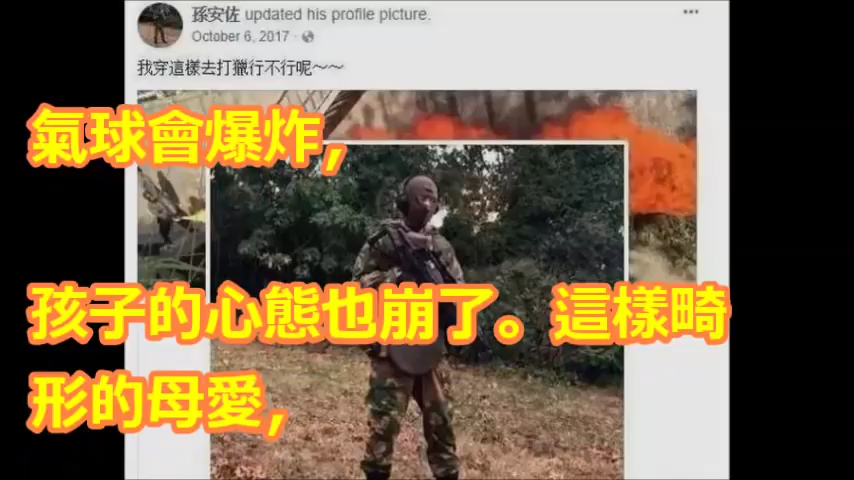 孫安佐 updated his profile picture.
October 6, 2017
我穿這樣去打獵行不行呢~~
氣球會爆炸,
孩子的心態也崩了。這樣畸
形的母愛,